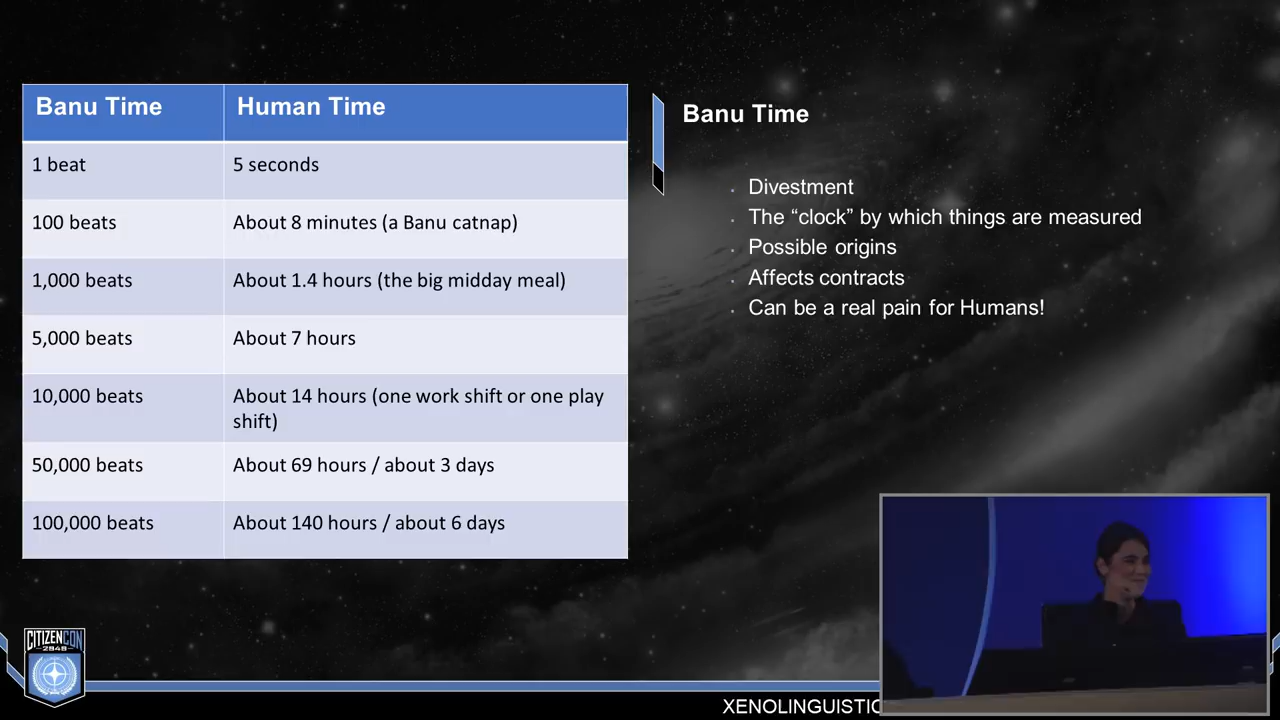 Banu Time Human Time
1 beat 5 seconds
100 beats About 8 minutes (a Banu catnap)
1,000 beats About 1.4 hours (the big midday meal)
5,000 beats About 7 hours
10,000 beats About 14 hours (one work shift or one play
shift)
50,000 beats About 69 hours / about 3 days
100,000 beats About 140 hours / about 6 days
Banu Time
Divestment
The “clock” by which things are measured
Possible origins
Affects contracts
Can be a real pain for Humans!
CITIZENCON
2948
XENOLINGUISTIC